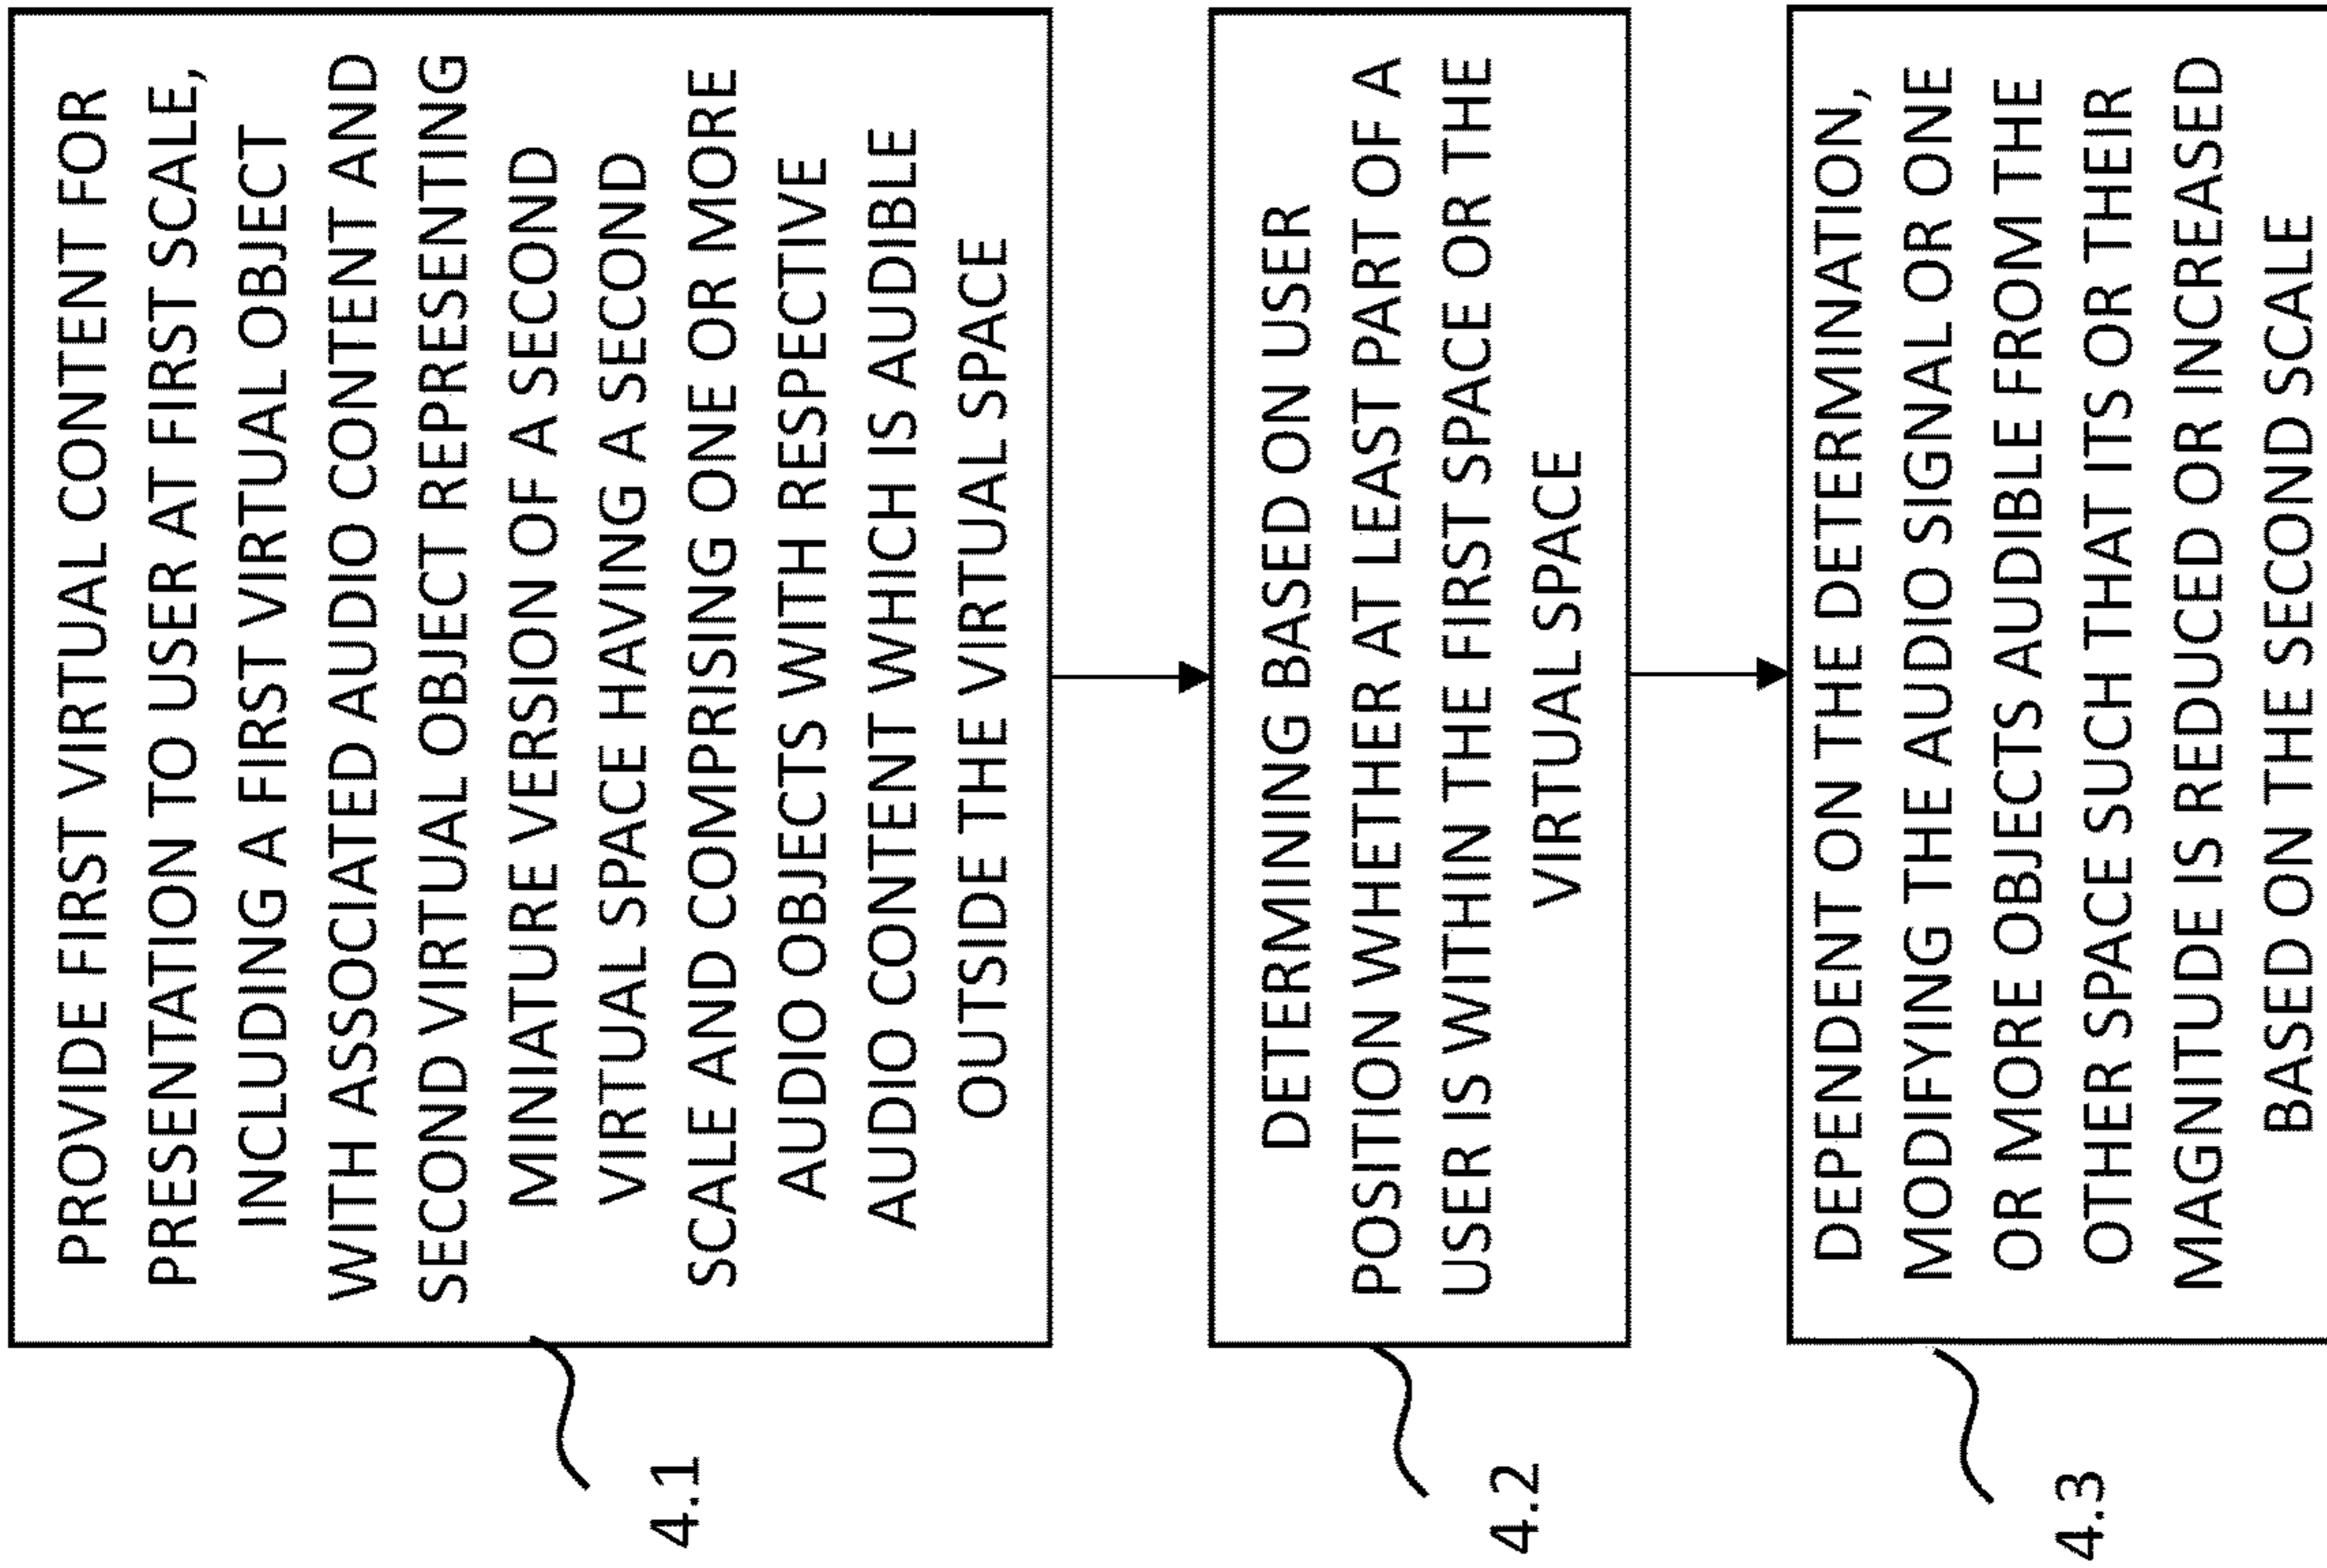 PROVIDE FIRST VIRTUAL CONTENT FOR
PRESENTATION TO USER AT FIRST SCALE,
INCLUDING A FIRST VIRTUAL OBJECT
WITH ASSOCIATED AUDIO CONTENT AND
SECOND VIRTUAL OBJECT REPRESENTING
MINIATURE VERSION OF A SECOND
VIRTUAL SPACE HAVING A SECOND
SCALE AND COMPRISING ONE OR MORE
AUDIO OBJECTS WITH RESPECTIVE
AUDIO CONTENT WHICH IS AUDIBLE
OUTSIDE THE VIRTUAL SPACE
4.1
DETERMINING BASED ON USER
POSITION WHETHER AT LEAST PART OF A
USER IS WITHIN THE FIRST SPACE OR THE
VIRTUAL SPACE
4.2
DEPENDENT ON THE DETERMINATION,
MODIFYING THE AUDIO SIGNAL OR ONE
OR MORE OBJECTS AUDIBLE FROM THE
OTHER SPACE SUCH THAT ITS OR THEIR
MAGNITUDE IS REDUCED OR INCREASED
BASED ON THE SECOND SCALE
4.3